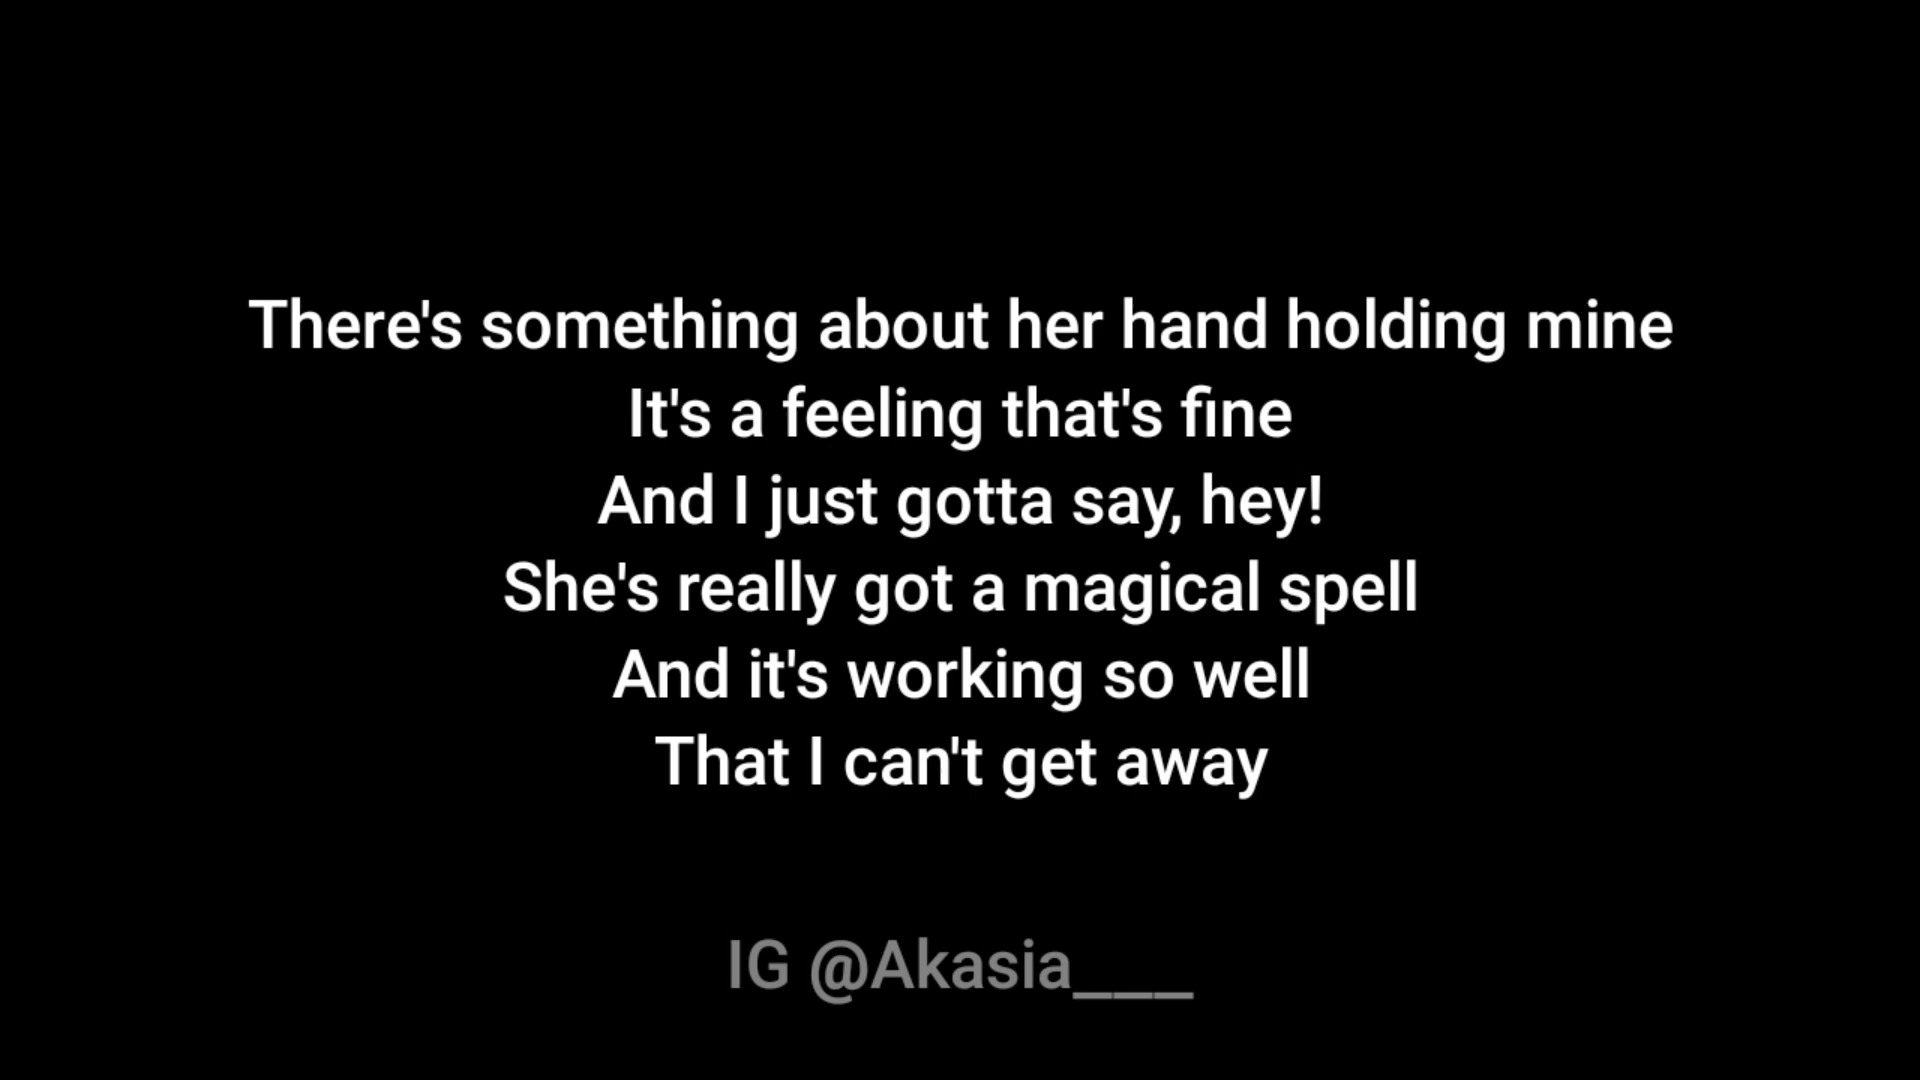 There's something about her hand holding mine
It's a feeling that's fine
And I just gotta say, hey!
She's really got a magical spell
And it's working so well
That I can't get away
IG @Akasia___